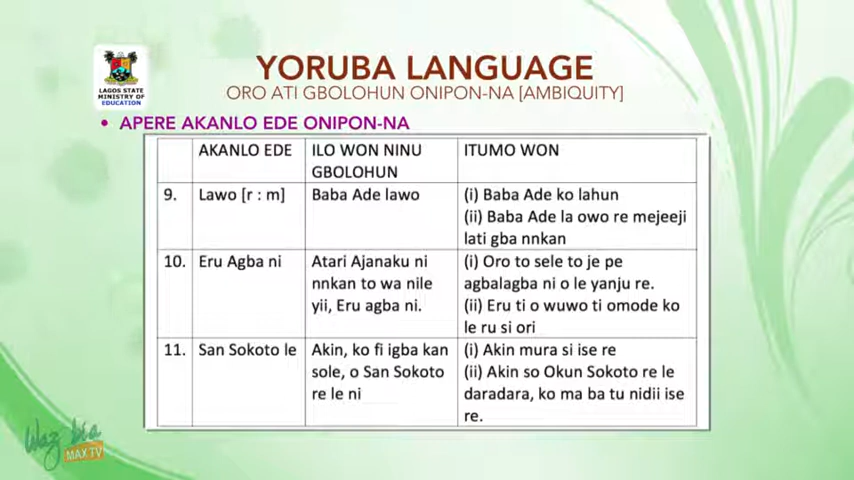 LAGOS STATE
MINISTRY OF
EDUCATION
YORUBA LANGUAGE
ORO ATI GBOLOHUN ONIPON-NA [AMBIQUITY]
• APERE AKANLO EDE ONIPON-NA
AKANLO EDE
ILO WON NINU
GBOLOHUN
ITUMO WON
9.
Lawo [r : m]
Baba Ade lawo
(i) Baba Ade ko lahun
(ii) Baba Ade la owo re mejeeji
lati gba nnkan
10.
Eru Agba ni
Atari Ajanaku ni
nnkan to wa nile
yii, Eru agba ni.
(i) Oro to sele to je pe
agbalagba ni o le yanju re.
(ii) Eru ti o wuwo ti omode ko
le ru si ori
11.
San Sokoto le
Akin, ko fi igba kan
sole, o San Sokoto
re le ni
(i) Akin mura si ise re
(ii) Akin so Okun Sokoto re le
daradara, ko ma ba tu nidii ise
re.
Wazobia
MAX TV